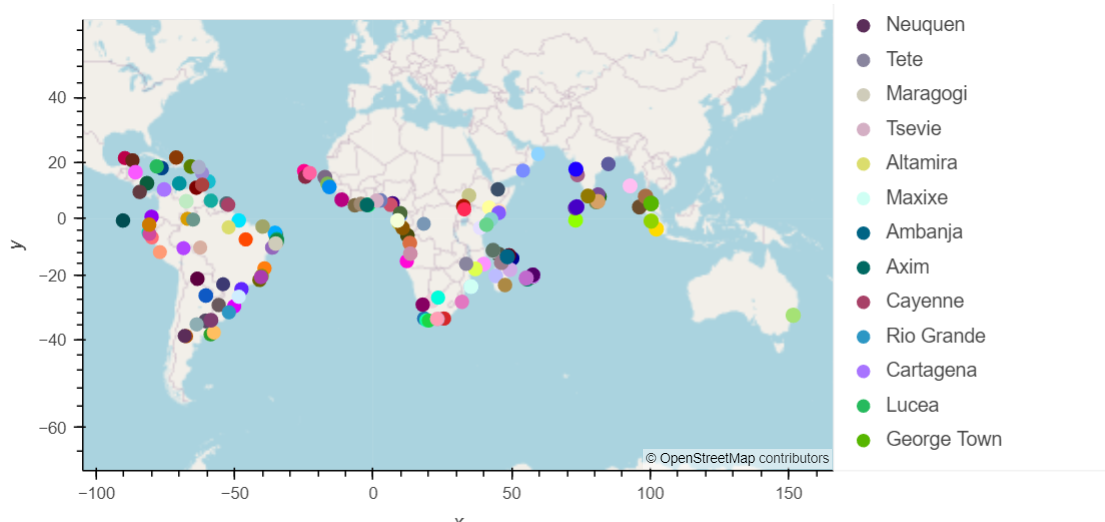 Neuquen
Tete
Maragogi
Tsevie
Altamira
Maxixe
Ambanja
Axim
Cayenne
Rio Grande
Cartagena
Lucea
George Town
40
20
0
−20
−40
−60
y
© OpenStreetMap contributors
−100
−50
0
50
100
150